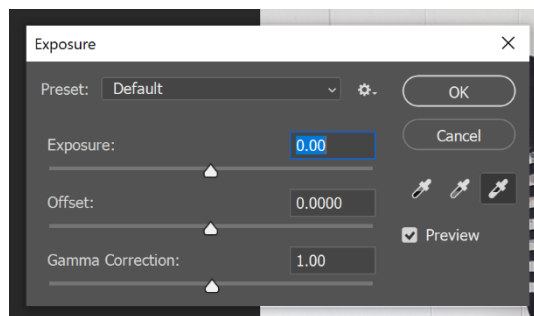 Exposure
Preset: Default
OK
Cancel
Exposure: 0.00
Offset: 0.0000
Preview
Gamma Correction: 1.00